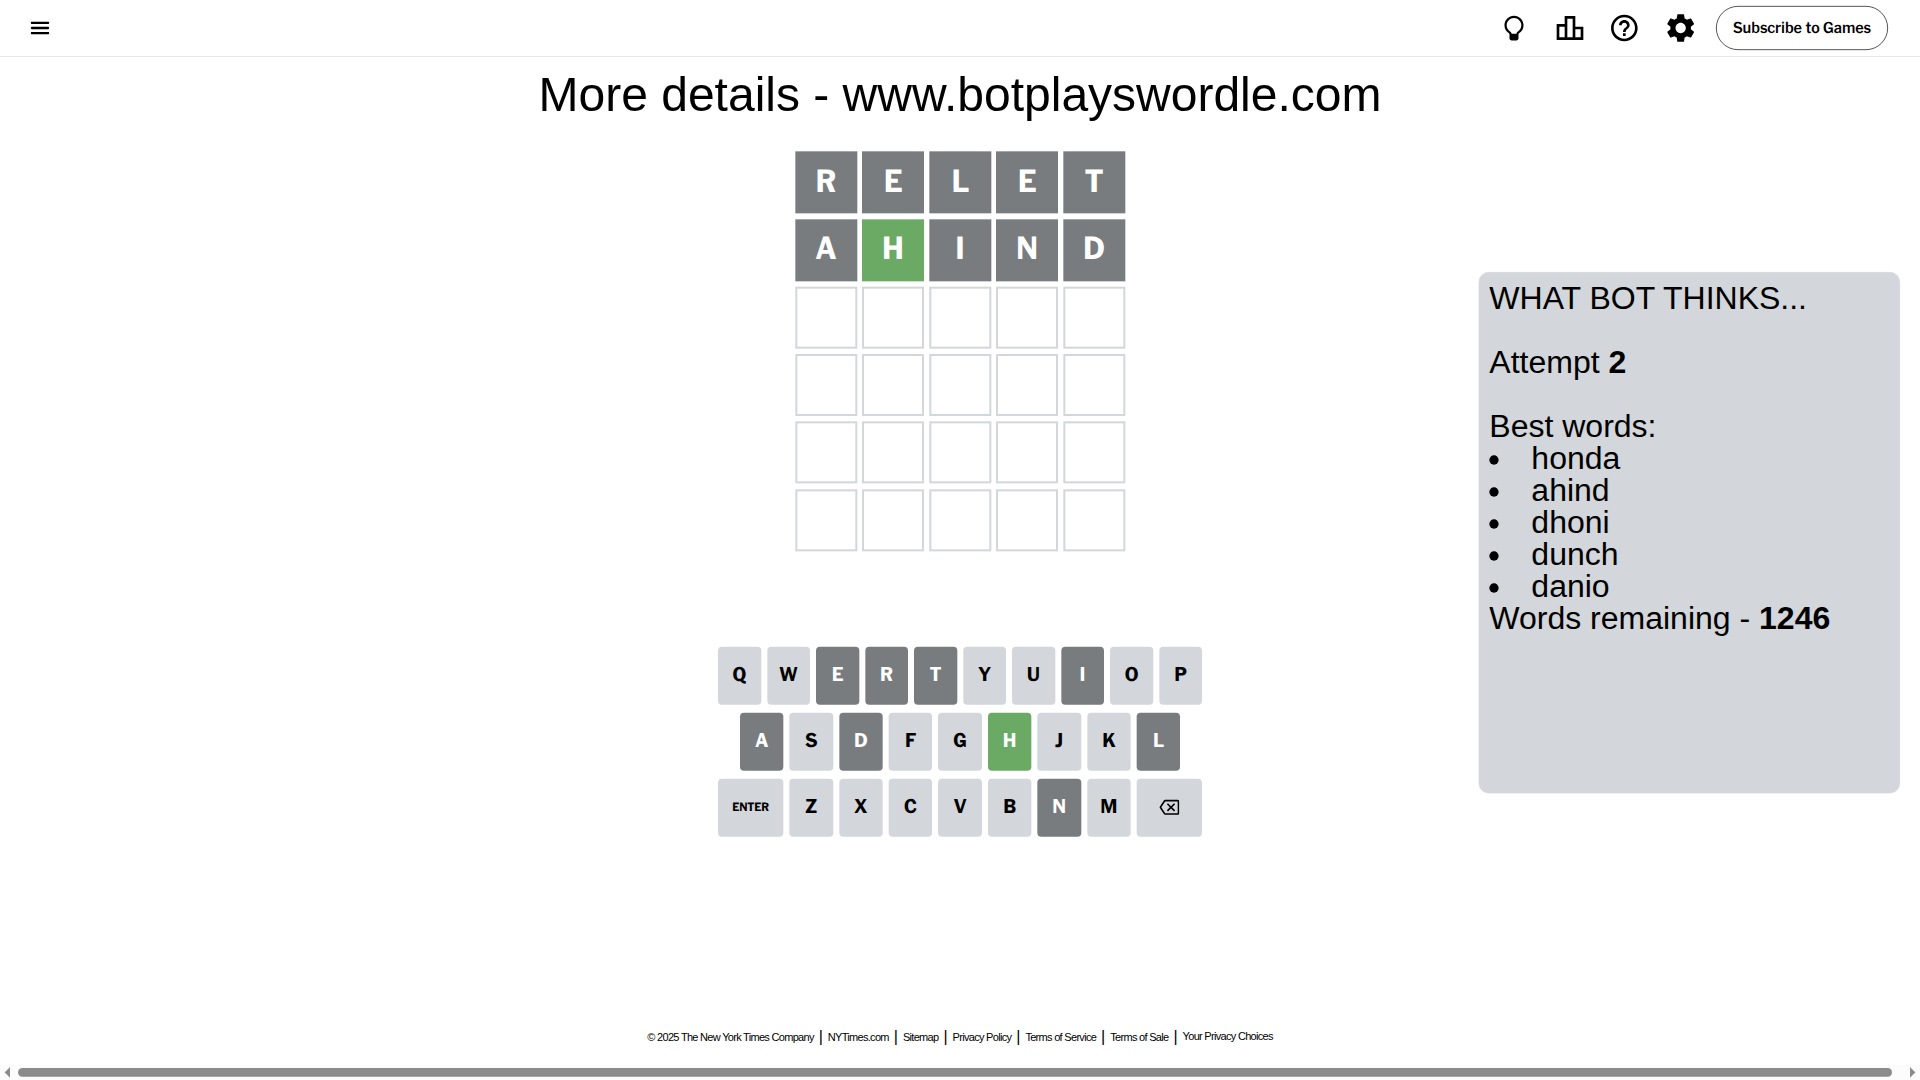 Subscribe to Games
More details - www.botplayswordle.com
R E L E T
A H I N D
WHAT BOT THINKS...
Attempt 2
Best words:
• honda
• ahind
• dhoni
• dunch
• danio
Words remaining - 1246
Q W E R T Y U I O P
A S D F G H J K L
ENTER Z X C V B N M
© 2025 The New York Times Company | NYTimes.com | Sitemap | Privacy Policy | Terms of Service | Terms of Sale | Your Privacy Choices